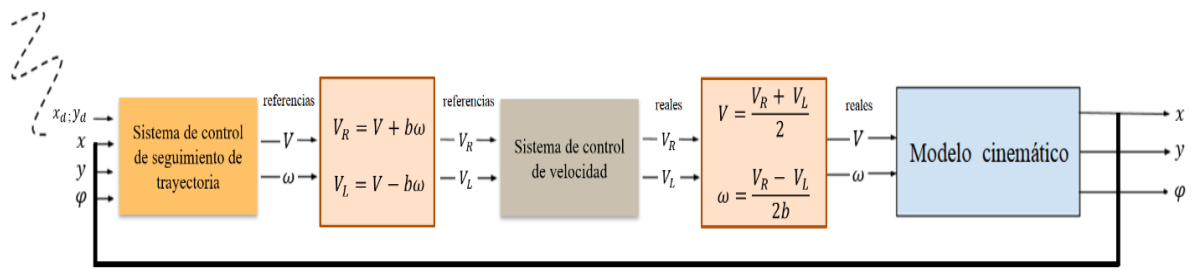 x_d;y_d
x
y
φ
Sistema de control
de seguimiento de
trayectoria
referencias
V
ω
V_R = V + bω
V_L = V − bω
referencias
V_R
V_L
Sistema de control
de velocidad
reales
V_R
V_L
V = (V_R + V_L)/2
ω = (V_R − V_L)/2b
reales
V
ω
Modelo cinemático
x
y
φ